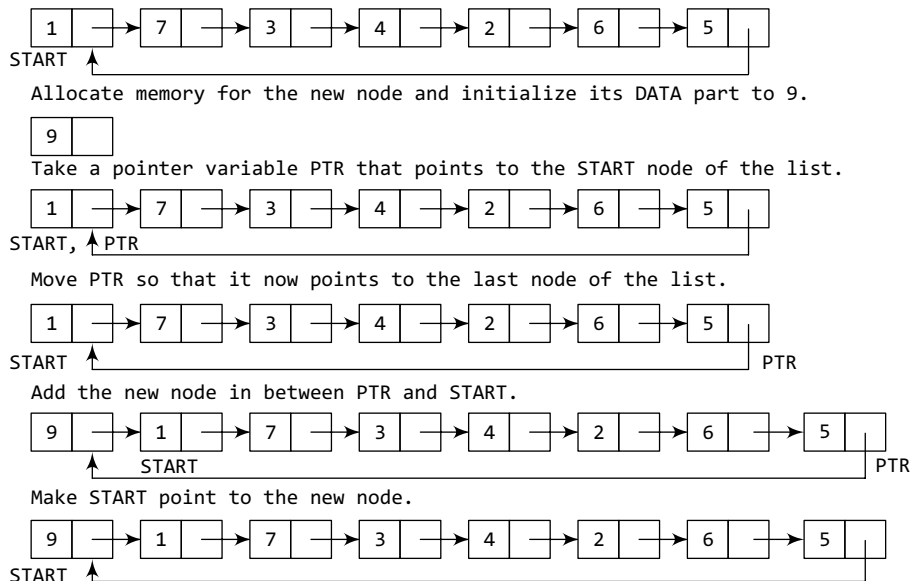 1 7 3 4 2 6 5
START
Allocate memory for the new node and initialize its DATA part to 9.
9
Take a pointer variable PTR that points to the START node of the list.
1 7 3 4 2 6 5
START, PTR
Move PTR so that it now points to the last node of the list.
1 7 3 4 2 6 5
START PTR
Add the new node in between PTR and START.
9 1 7 3 4 2 6 5
START PTR
Make START point to the new node.
9 1 7 3 4 2 6 5
START